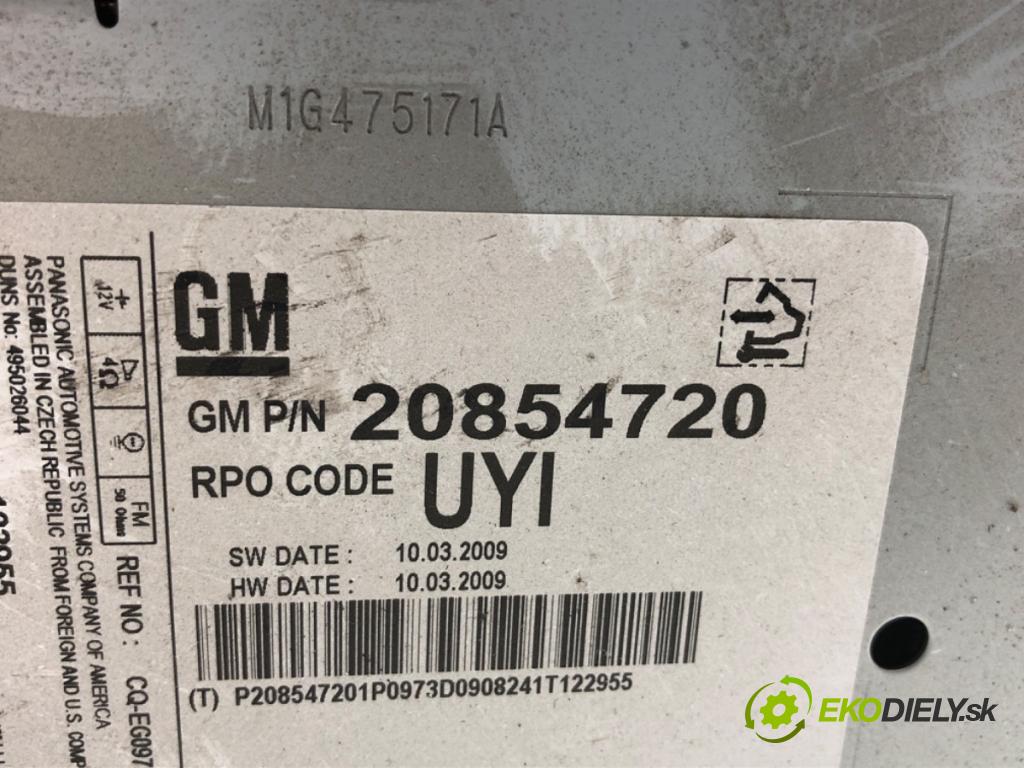 M1G475171A
GM
GM P/N 20854720
RPO CODE UYI
SW DATE : 10.03.2009
HW DATE : 10.03.2009
(T) P208547201P0973D0908241T122955
+ 12V
4Ω
FM
50 Ohms
REF NO : CQ-EG097
PANASONIC AUTOMOTIVE SYSTEMS COMPANY OF AMERICA
ASSEMBLED IN CZECH REPUBLIC FROM FOREIGN AND U.S. COMP
DUNS No: 495026044
EKODIELY.sk